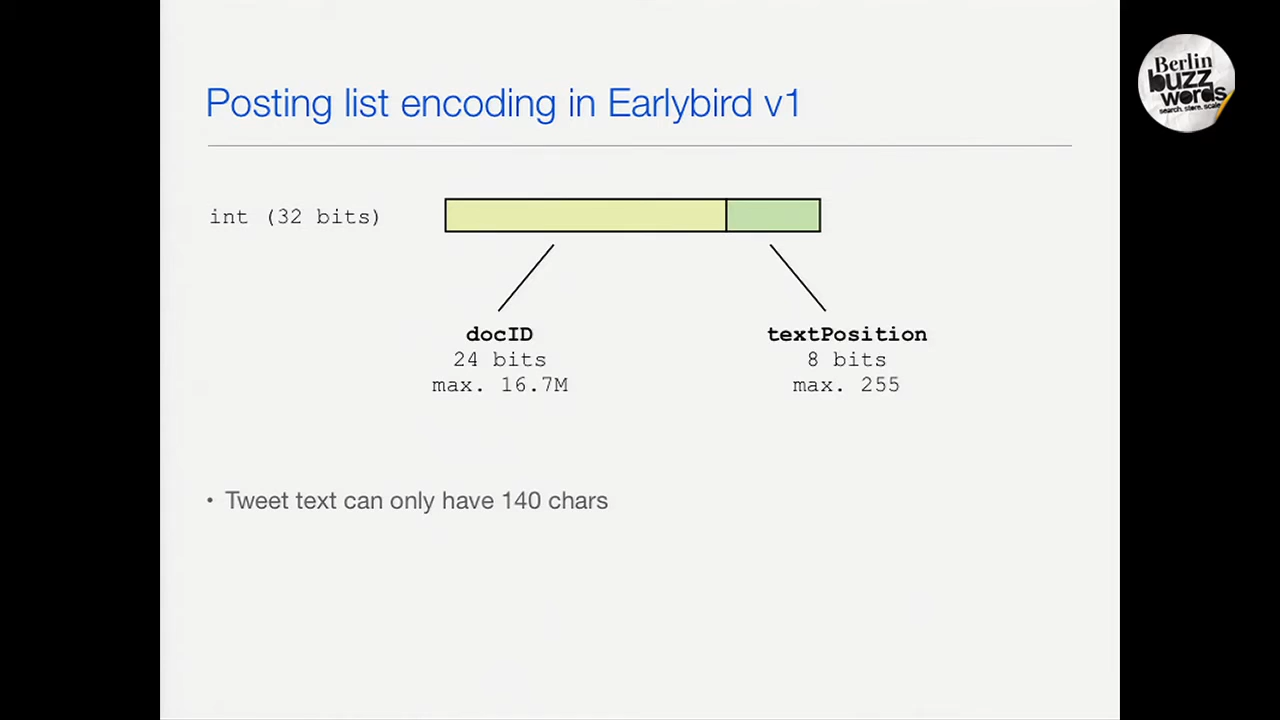 Posting list encoding in Earlybird v1
int (32 bits)
docID
24 bits
max. 16.7M
textPosition
8 bits
max. 255
• Tweet text can only have 140 chars
Berlin
buzz
words
search. store. scale.